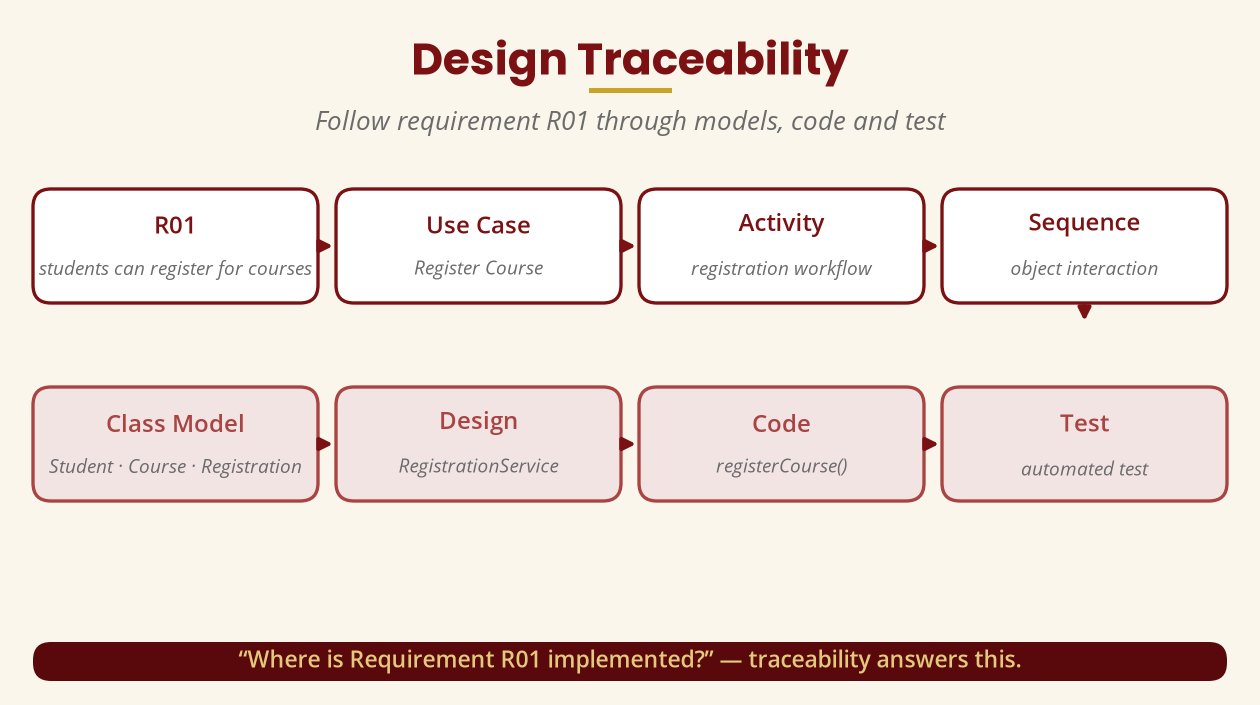 Design Traceability
Follow requirement R01 through models, code and test
R01
students can register for courses
Use Case
Register Course
Activity
registration workflow
Sequence
object interaction
Class Model
Student · Course · Registration
Design
RegistrationService
Code
registerCourse()
Test
automated test
“Where is Requirement R01 implemented?” — traceability answers this.